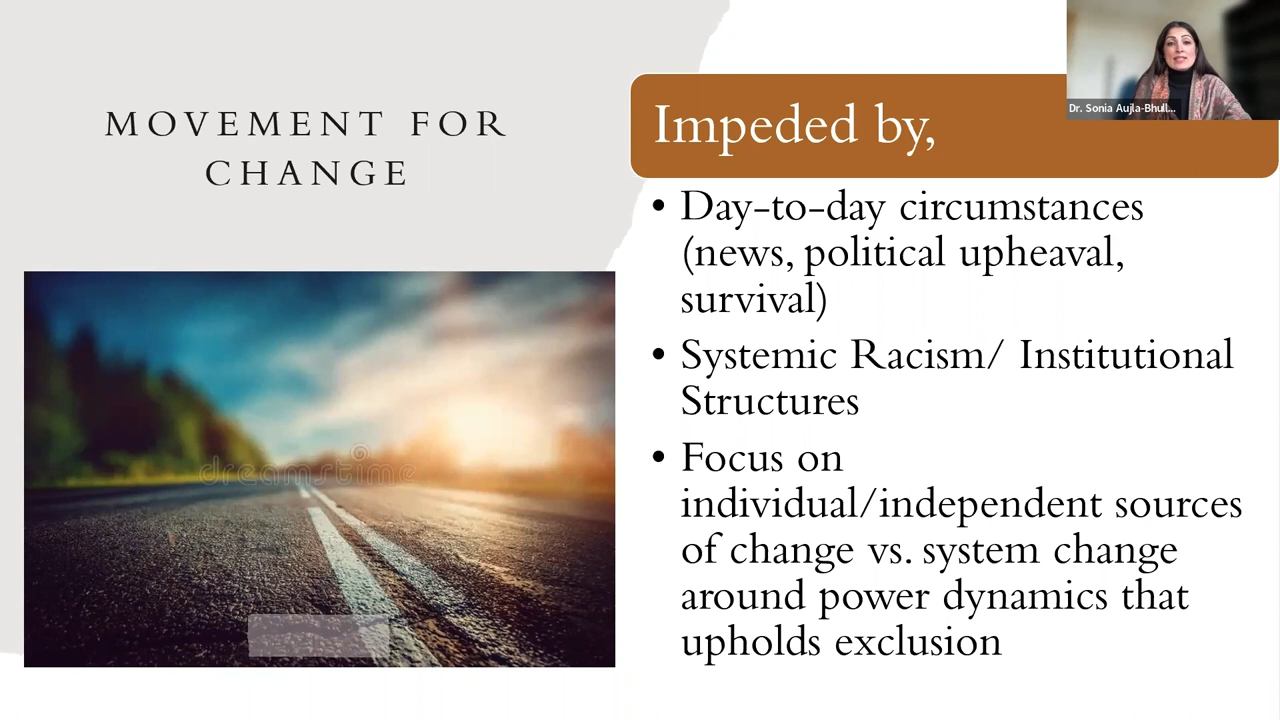 MOVEMENT FOR
CHANGE
Impeded by,
Dr. Sonia Aujla-Bhull...
• Day-to-day circumstances
(news, political upheaval,
survival)
• Systemic Racism/ Institutional
Structures
• Focus on
individual/independent sources
of change vs. system change
around power dynamics that
upholds exclusion
dreamstime